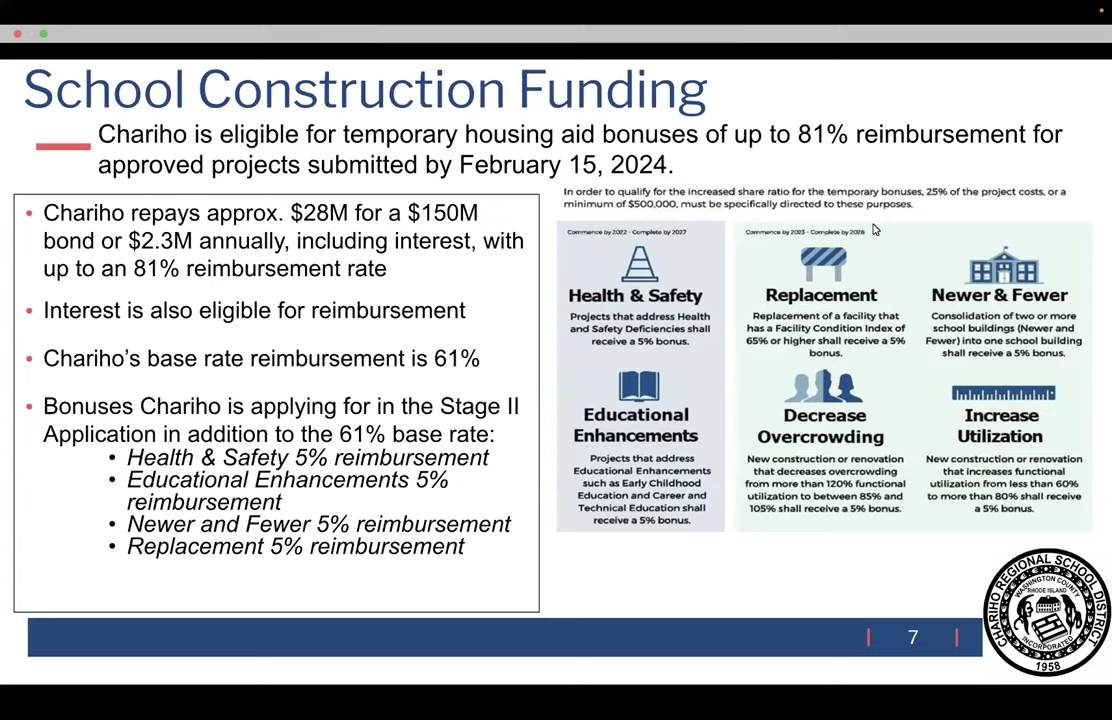 School Construction Funding
Chariho is eligible for temporary housing aid bonuses of up to 81% reimbursement for
approved projects submitted by February 15, 2024.
• Chariho repays approx. $28M for a $150M
bond or $2.3M annually, including interest, with
up to an 81% reimbursement rate
• Interest is also eligible for reimbursement
• Chariho's base rate reimbursement is 61%
• Bonuses Chariho is applying for in the Stage II
Application in addition to the 61% base rate:
• Health & Safety 5% reimbursement
• Educational Enhancements 5%
reimbursement
• Newer and Fewer 5% reimbursement
• Replacement 5% reimbursement
In order to qualify for the increased share ratio for the temporary bonuses, 25% of the project costs, or a
minimum of $500,000, must be specifically directed to these purposes.
Commence by 2022 - Complete by 2027
Health & Safety
Projects that address Health
and Safety Deficiencies shall
receive a 5% bonus.
Educational
Enhancements
Projects that address
Educational Enhancements
such as Early Childhood
Education and Career and
Technical Education shall
receive a 5% bonus.
Commence by 2023 - Complete by 2028
Replacement
Replacement of a facility that
has a Facility Condition Index of
65% or higher shall receive a 5%
bonus.
Newer & Fewer
Consolidation of two or more
school buildings (Newer and
Fewer) into one school building
shall receive a 5% bonus.
Decrease
Overcrowding
New construction or renovation
that decreases overcrowding
from more than 120% functional
utilization to between 85% and
105% shall receive a 5% bonus.
Increase
Utilization
New construction or renovation
that increases functional
utilization from less than 60%
to more than 80% shall receive
a 5% bonus.
7
CHARIHO REGIONAL SCHOOL DISTRICT
WASHINGTON COUNTY
RHODE ISLAND
INCORPORATED
1958